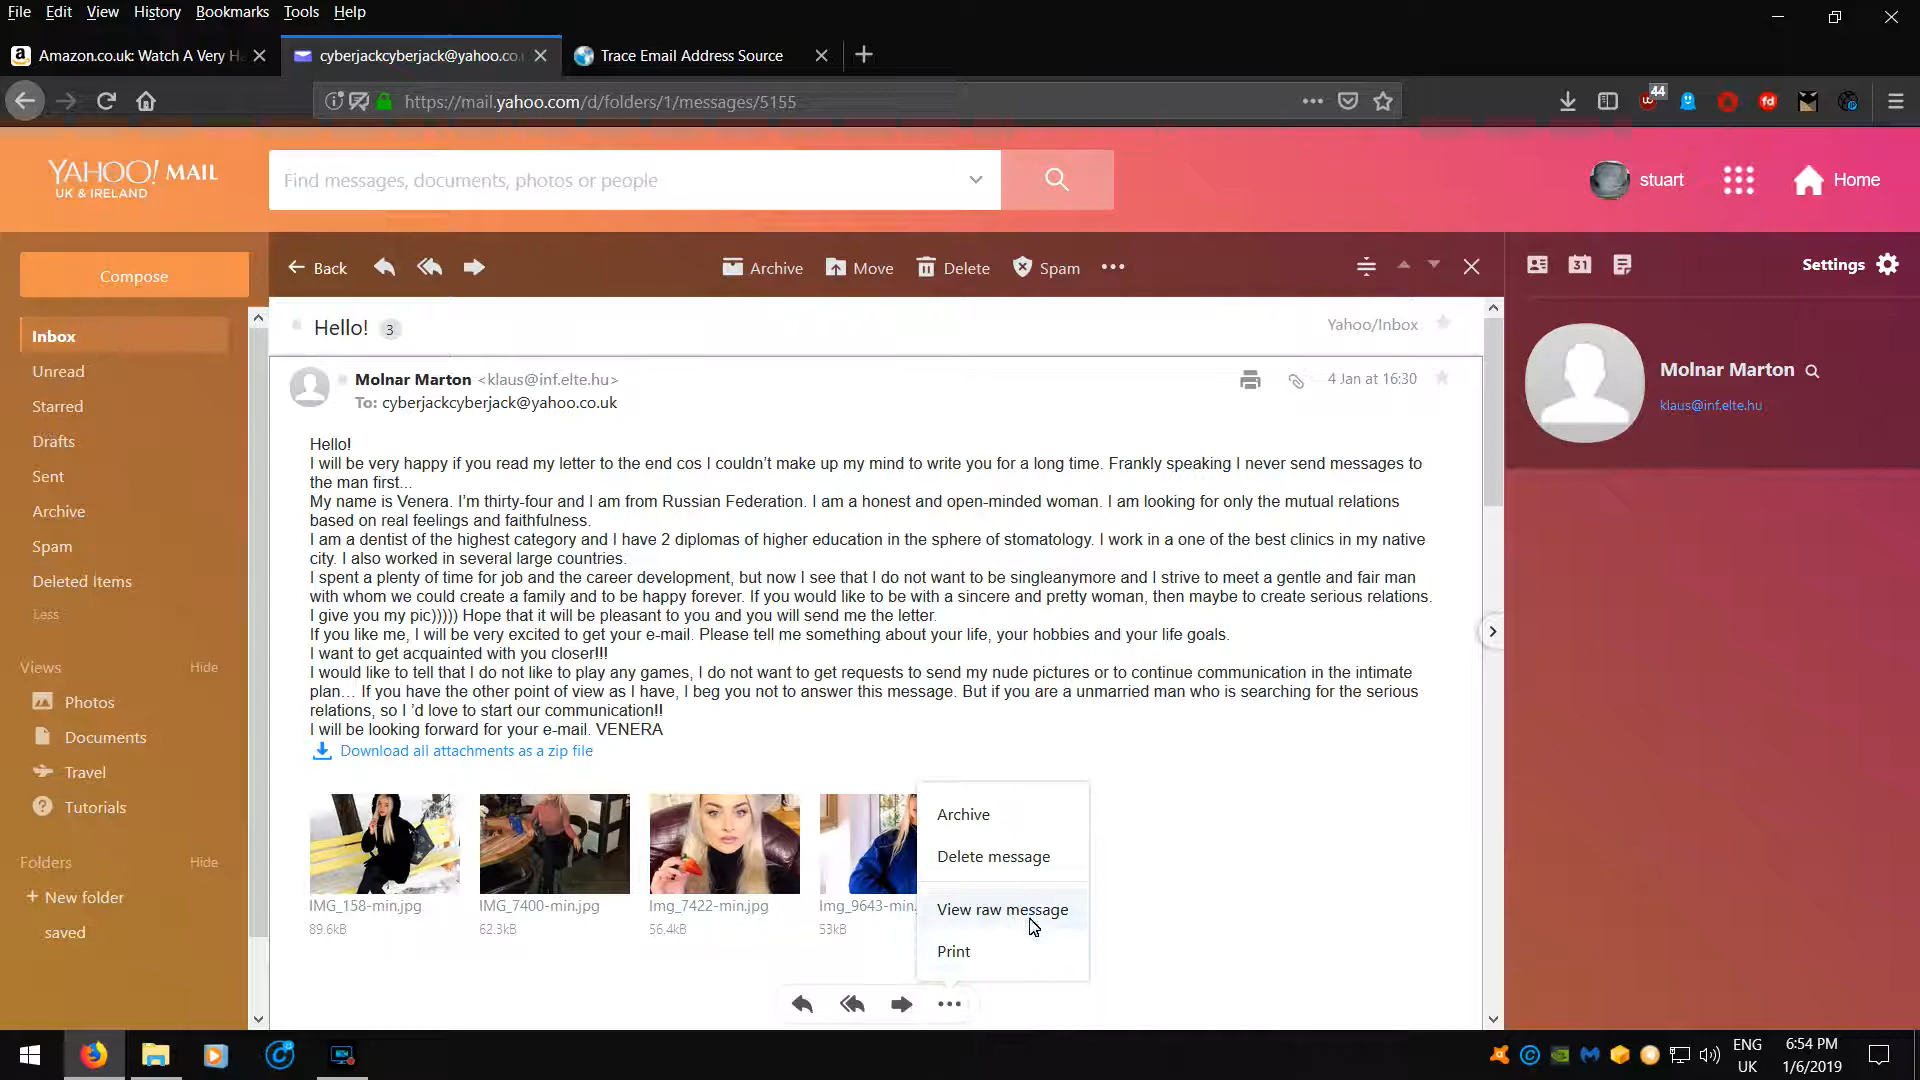 File Edit View History Bookmarks Tools Help
Amazon.co.uk: Watch A Very H
cyberjackcyberjack@yahoo.co.
Trace Email Address Source
https://mail.yahoo.com/d/folders/1/messages/5155
44
YAHOO! MAIL
UK & IRELAND
Find messages, documents, photos or people
stuart
Home
Compose
Back
Archive
Move
Delete
Spam
31
Settings
Inbox
Unread
Starred
Drafts
Sent
Archive
Spam
Deleted Items
Less
Views Hide
Photos
Documents
Travel
Tutorials
Folders Hide
+ New folder
saved
Hello! 3
Yahoo/Inbox
Molnar Marton <klaus@inf.elte.hu>
4 Jan at 16:30
To: cyberjackcyberjack@yahoo.co.uk
Hello!
I will be very happy if you read my letter to the end cos I couldn't make up my mind to write you for a long time. Frankly speaking I never send messages to
the man first...
My name is Venera. I'm thirty-four and I am from Russian Federation. I am a honest and open-minded woman. I am looking for only the mutual relations
based on real feelings and faithfulness.
I am a dentist of the highest category and I have 2 diplomas of higher education in the sphere of stomatology. I work in a one of the best clinics in my native
city. I also worked in several large countries.
I spent a plenty of time for job and the career development, but now I see that I do not want to be singleanymore and I strive to meet a gentle and fair man
with whom we could create a family and to be happy forever. If you would like to be with a sincere and pretty woman, then maybe to create serious relations.
I give you my pic))))) Hope that it will be pleasant to you and you will send me the letter.
If you like me, I will be very excited to get your e-mail. Please tell me something about your life, your hobbies and your life goals.
I want to get acquainted with you closer!!!
I would like to tell that I do not like to play any games, I do not want to get requests to send my nude pictures or to continue communication in the intimate
plan… If you have the other point of view as I have, I beg you not to answer this message. But if you are a unmarried man who is searching for the serious
relations, so I 'd love to start our communication!!
I will be looking forward for your e-mail. VENERA
Download all attachments as a zip file
IMG_158-min.jpg
89.6kB
IMG_7400-min.jpg
62.3kB
Img_7422-min.jpg
56.4kB
Img_9643-min.
53kB
Archive
Delete message
View raw message
Print
Molnar Marton
klaus@inf.elte.hu
ENG
UK
6:54 PM
1/6/2019